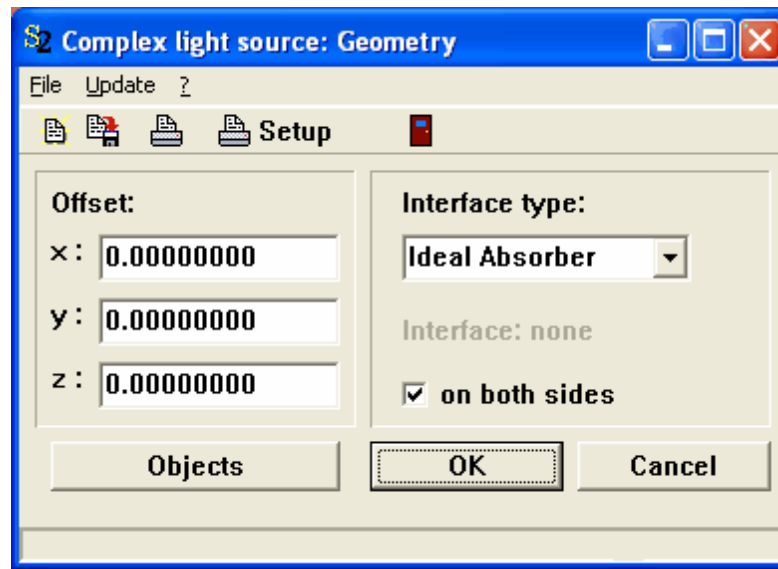 S2 Complex light source: Geometry
File Update ?
Setup
Offset:
x: 0.00000000
y: 0.00000000
z: 0.00000000
Interface type:
Ideal Absorber
Interface: none
on both sides
Objects
OK
Cancel